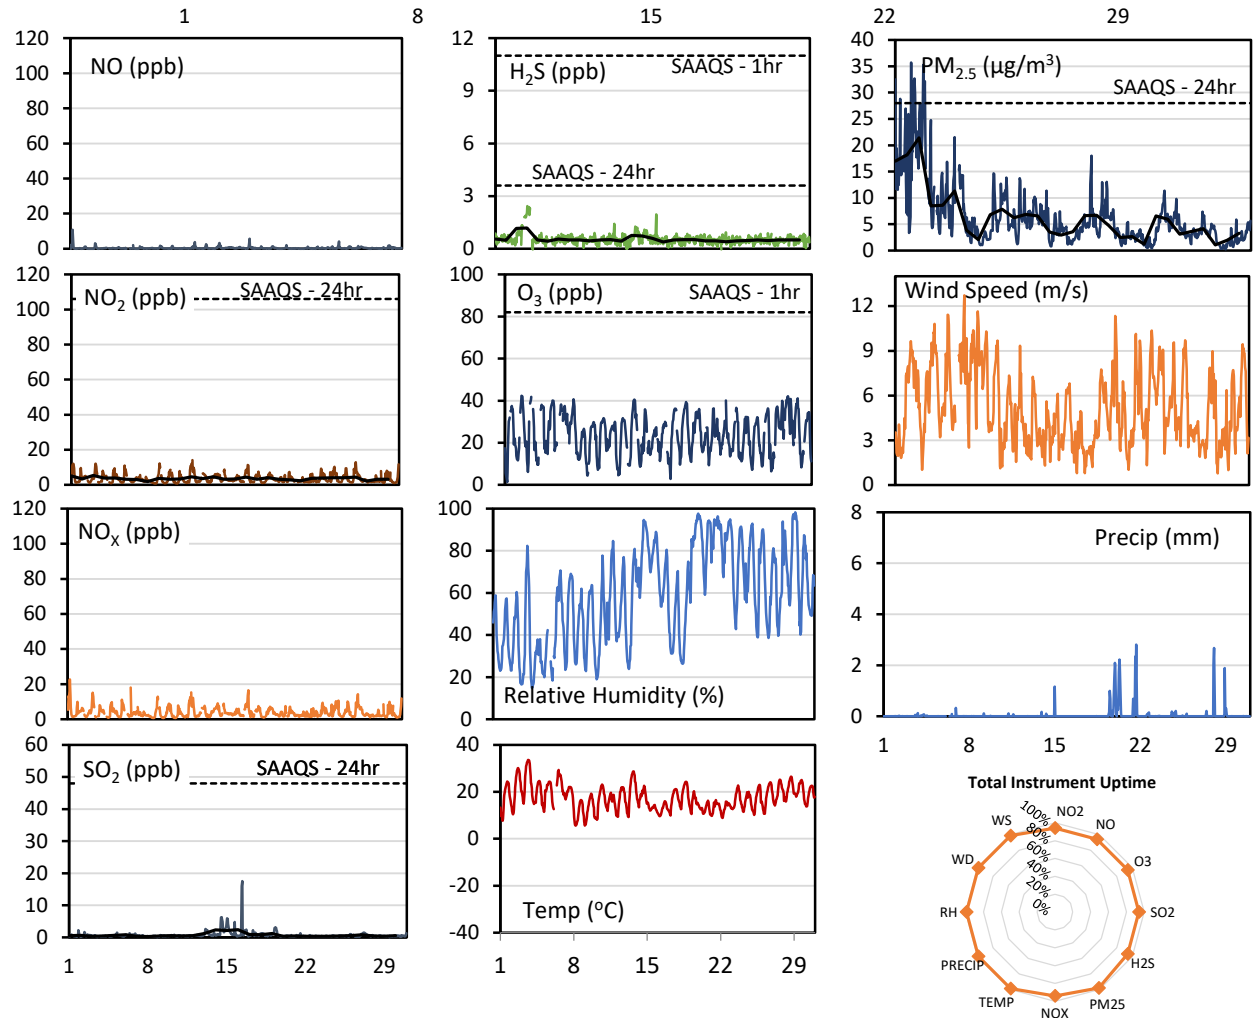 1 8 15 22 29
NO (ppb)
120
100
80
60
40
20
0
H2S (ppb)
SAAQS - 1hr
SAAQS - 24hr
12
9
6
3
0
PM2.5 (µg/m³)
SAAQS - 24hr
40
35
30
25
20
15
10
5
0
NO2 (ppb)
SAAQS - 24hr
120
100
80
60
40
20
0
O3 (ppb)
SAAQS - 1hr
100
80
60
40
20
0
Wind Speed (m/s)
12
9
6
3
0
NOX (ppb)
120
100
80
60
40
20
0
100
80
60
40
20
0
Relative Humidity (%)
Precip (mm)
8
6
4
2
0
1 8 15 22 29
SO2 (ppb)
SAAQS - 24hr
60
50
40
30
20
10
0
1 8 15 22 29
40
20
0
-20
-40
Temp (oC)
1 8 15 22 29
Total Instrument Uptime
100%
80%
60%
40%
20%
0%
NO2
NO
O3
SO2
H2S
PM25
NOX
TEMP
PRECIP
RH
WD
WS